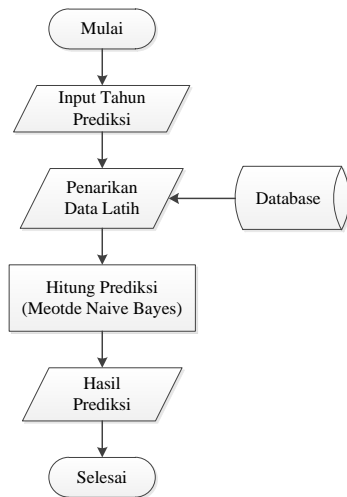 Mulai
Input Tahun
Prediksi
Penarikan
Data Latih
Database
Hitung Prediksi
(Meotde Naive Bayes)
Hasil
Prediksi
Selesai